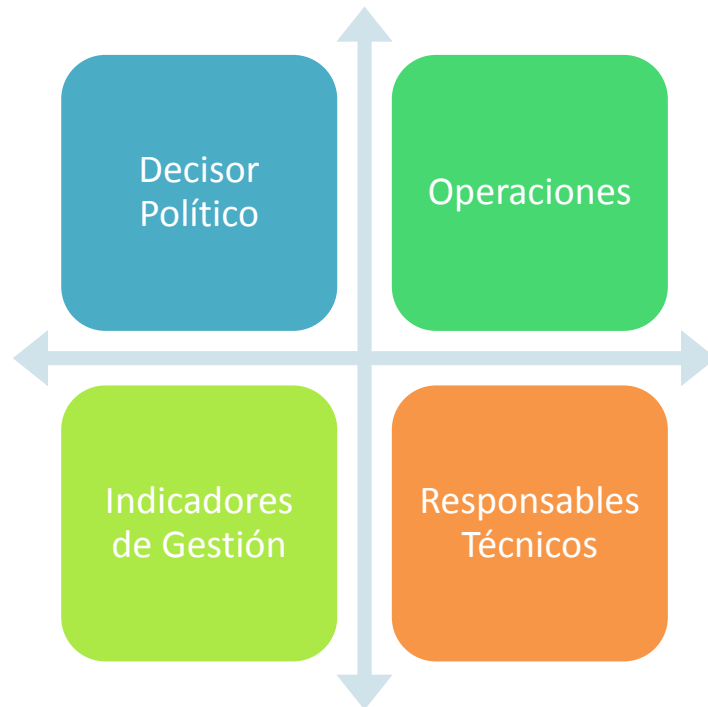 Decisor
Político
Operaciones
Indicadores
de Gestión
Responsables
Técnicos